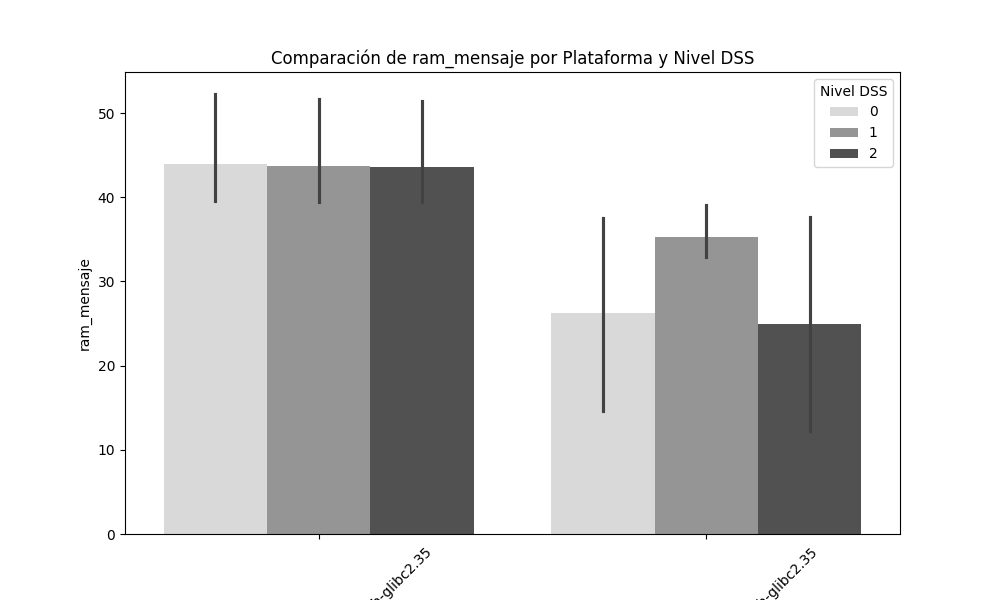 Comparación de ram_mensaje por Plataforma y Nivel DSS
Nivel DSS
0
1
2
50
40
30
20
10
0
ram_mensaje
-glibc2.35
-glibc2.35